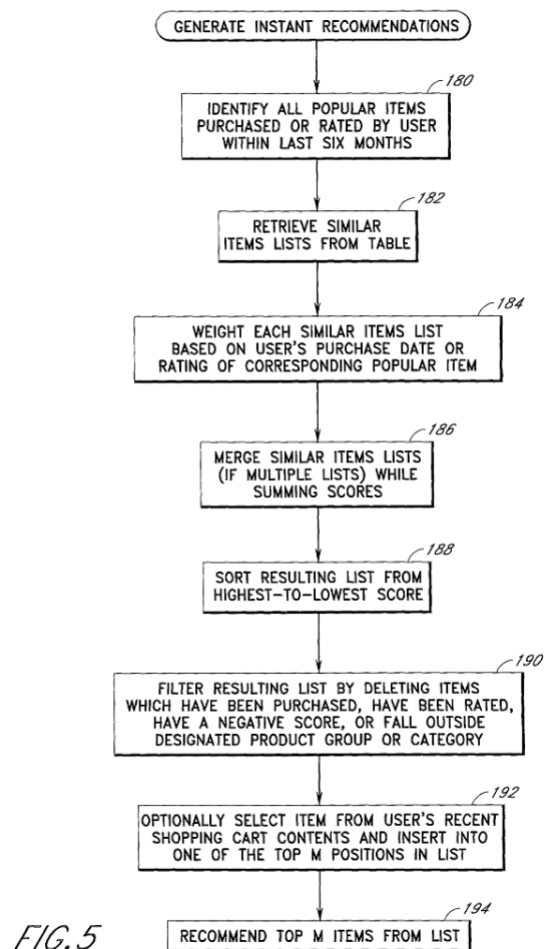 GENERATE INSTANT RECOMMENDATIONS
180
IDENTIFY ALL POPULAR ITEMS
PURCHASED OR RATED BY USER
WITHIN LAST SIX MONTHS
182
RETRIEVE SIMILAR
ITEMS LISTS FROM TABLE
184
WEIGHT EACH SIMILAR ITEMS LIST
BASED ON USER'S PURCHASE DATE OR
RATING OF CORRESPONDING POPULAR ITEM
186
MERGE SIMILAR ITEMS LISTS
(IF MULTIPLE LISTS) WHILE
SUMMING SCORES
188
SORT RESULTING LIST FROM
HIGHEST-TO-LOWEST SCORE
190
FILTER RESULTING LIST BY DELETING ITEMS
WHICH HAVE BEEN PURCHASED, HAVE BEEN RATED,
HAVE A NEGATIVE SCORE, OR FALL OUTSIDE
DESIGNATED PRODUCT GROUP OR CATEGORY
192
OPTIONALLY SELECT ITEM FROM USER'S RECENT
SHOPPING CART CONTENTS AND INSERT INTO
ONE OF THE TOP M POSITIONS IN LIST
194
RECOMMEND TOP M ITEMS FROM LIST
FIG.5